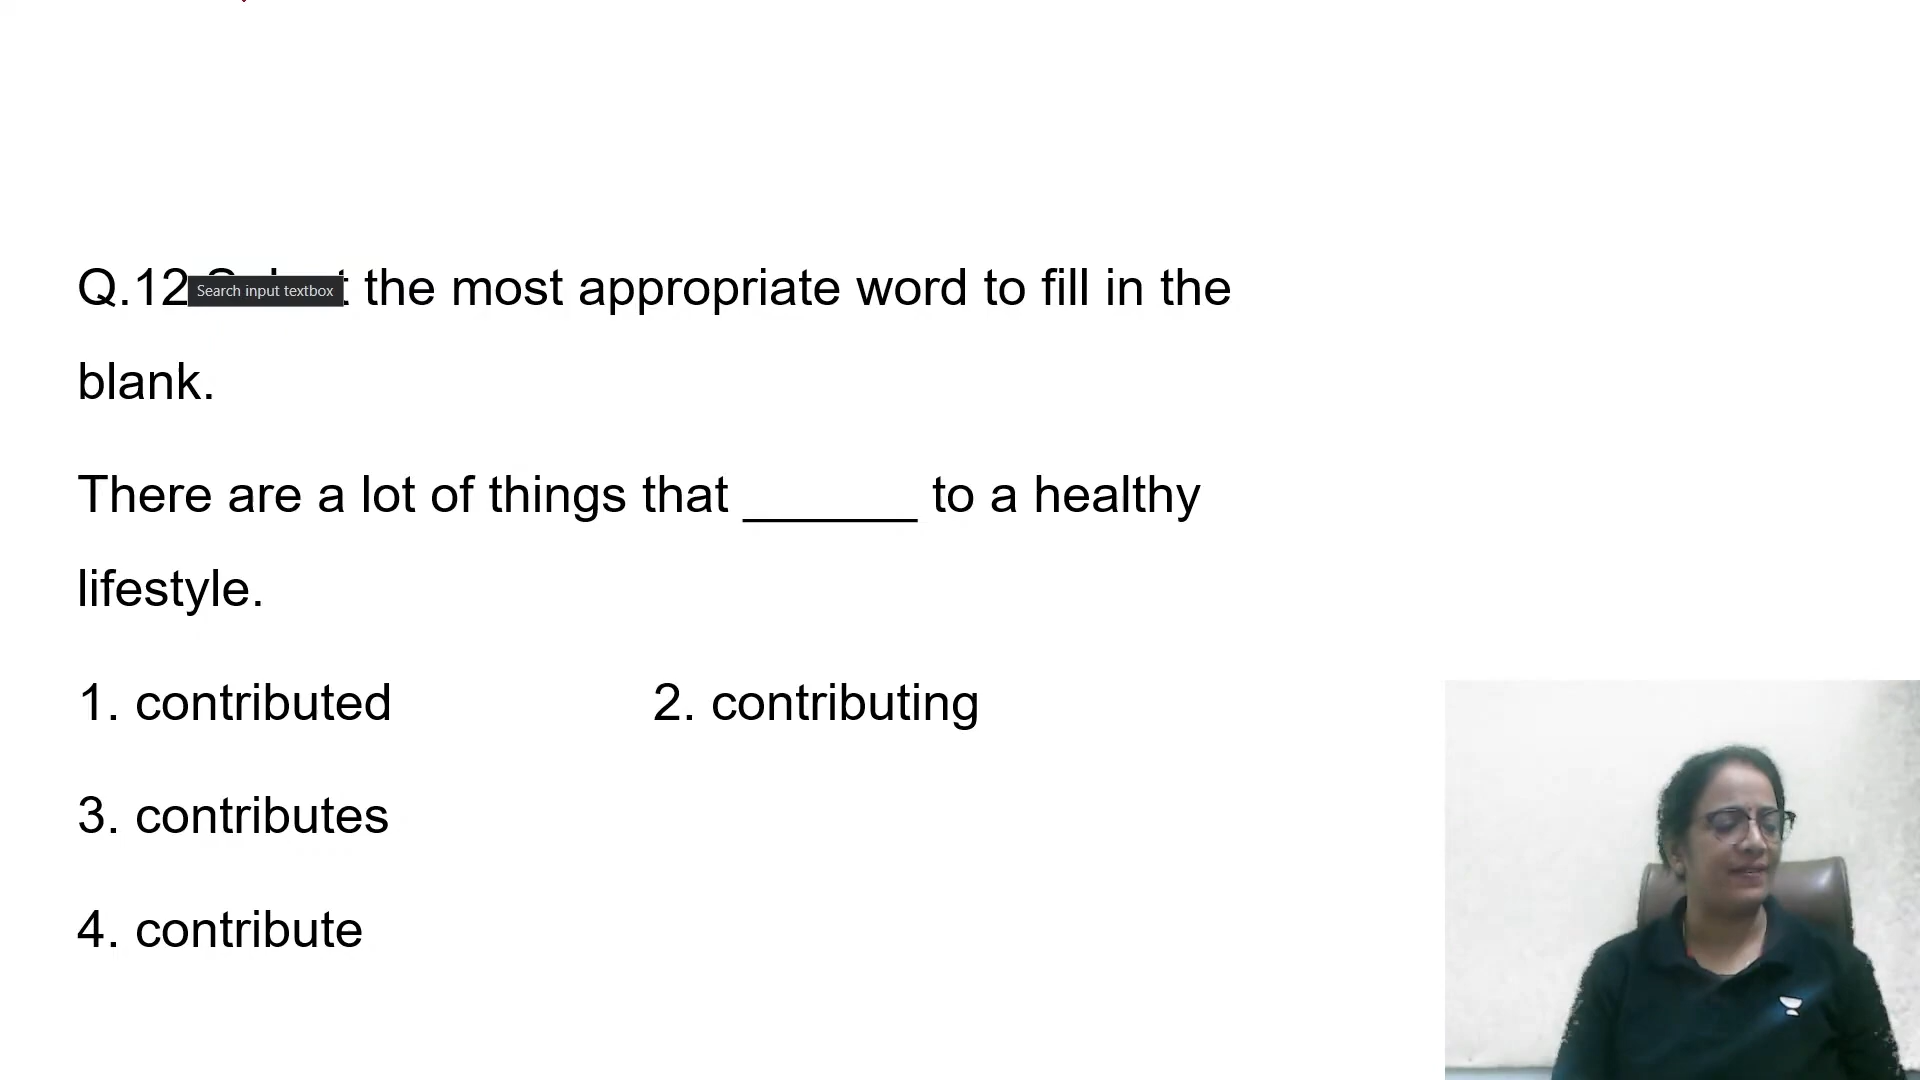 Q.12 the most appropriate word to fill in the
Search input textbox
blank.
There are a lot of things that ______ to a healthy
lifestyle.
1. contributed 2. contributing
3. contributes
4. contribute